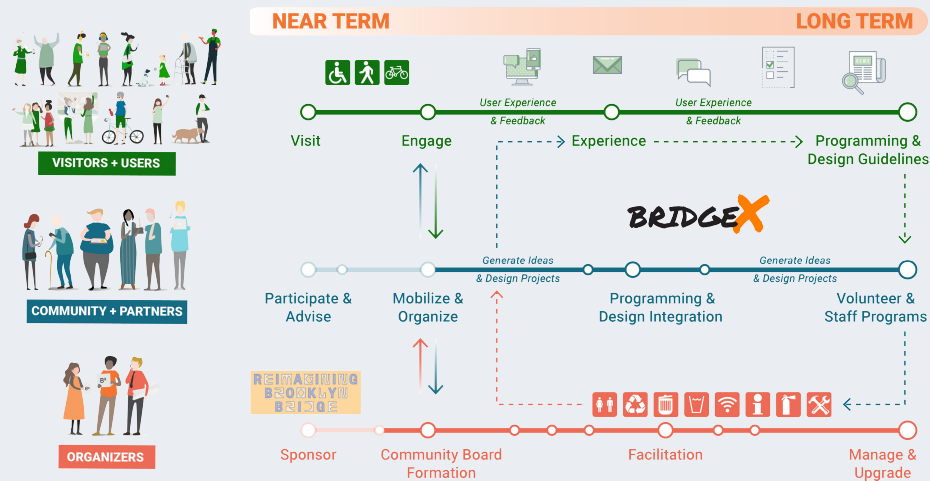 NEAR TERM
LONG TERM
User Experience
& Feedback
User Experience
& Feedback
Visit
Engage
Experience
Programming &
Design Guidelines
VISITORS + USERS
BRIDGEX
Generate Ideas
& Design Projects
Generate Ideas
& Design Projects
Participate &
Advise
Mobilize &
Organize
Programming &
Design Integration
Volunteer &
Staff Programs
COMMUNITY + PARTNERS
REIMAGINING
BROOKLYN
BRIDGE
Sponsor
Community Board
Formation
Facilitation
Manage &
Upgrade
ORGANIZERS